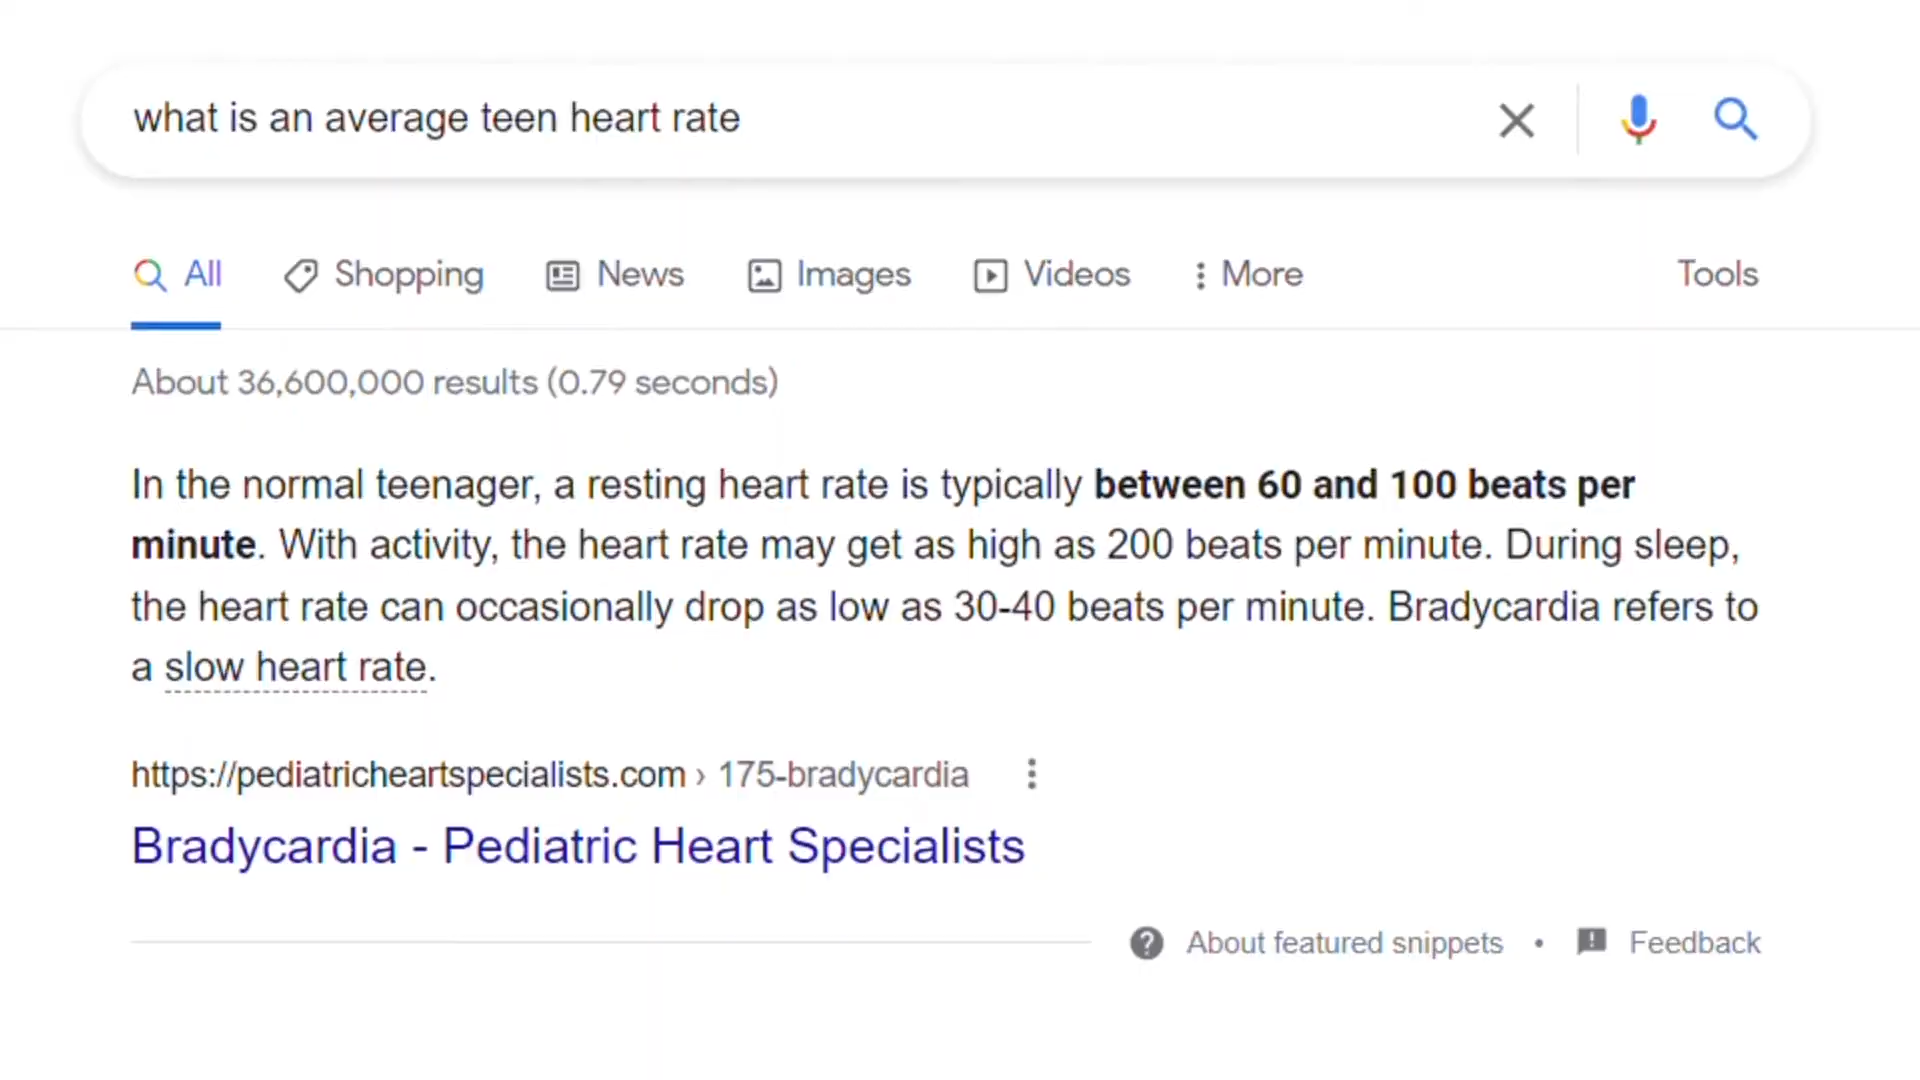 what is an average teen heart rate
All Shopping News Images Videos More Tools
About 36,600,000 results (0.79 seconds)
In the normal teenager, a resting heart rate is typically between 60 and 100 beats per
minute. With activity, the heart rate may get as high as 200 beats per minute. During sleep,
the heart rate can occasionally drop as low as 30-40 beats per minute. Bradycardia refers to
a slow heart rate.
https://pediatricheartspecialists.com › 175-bradycardia
Bradycardia - Pediatric Heart Specialists
About featured snippets • Feedback